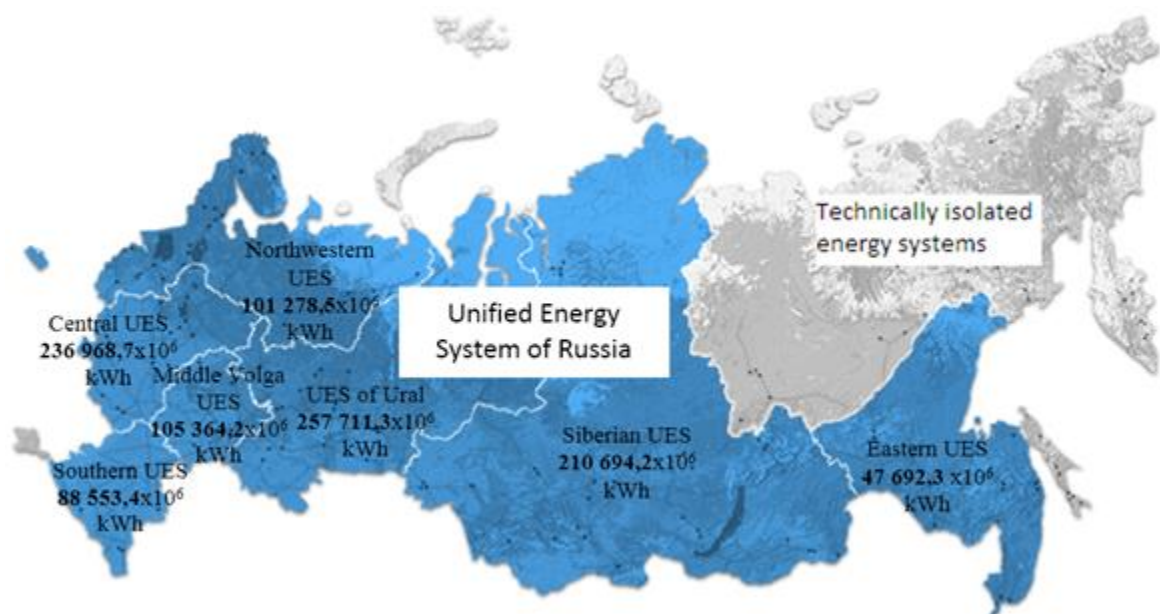 Technically isolated
energy systems
Northwestern
UES
101 278,5x10⁶
kWh
Unified Energy
System of Russia
Central UES
236 968,7x10⁶
kWh
Middle Volga
UES
105 364,2x10⁶
kWh
UES of Ural
257 711,3x10⁶
kWh
Siberian UES
210 694,2x10⁶
kWh
Eastern UES
47 692,3 x10⁶
kWh
Southern UES
88 553,4x10⁶
kWh